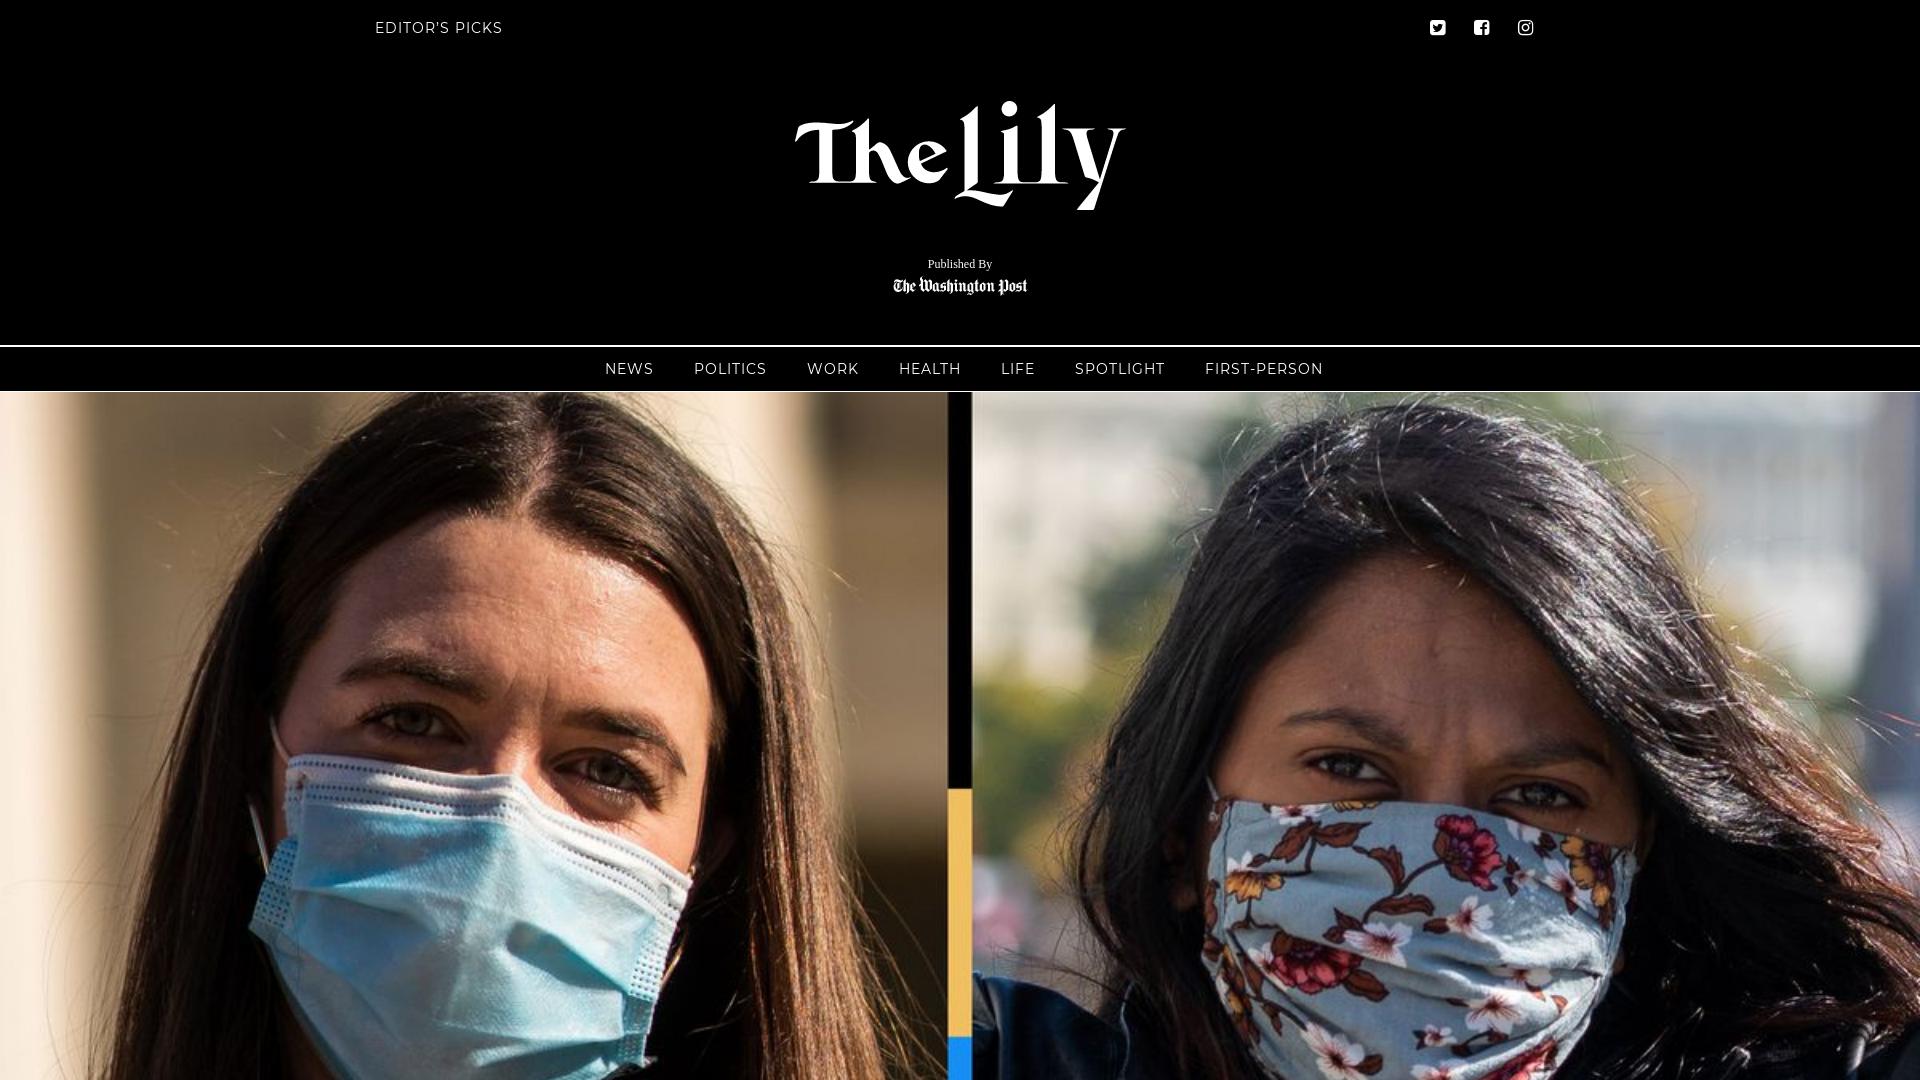 EDITOR'S PICKS
The Lily
Published By
The Washington Post
NEWS POLITICS WORK HEALTH LIFE SPOTLIGHT FIRST-PERSON